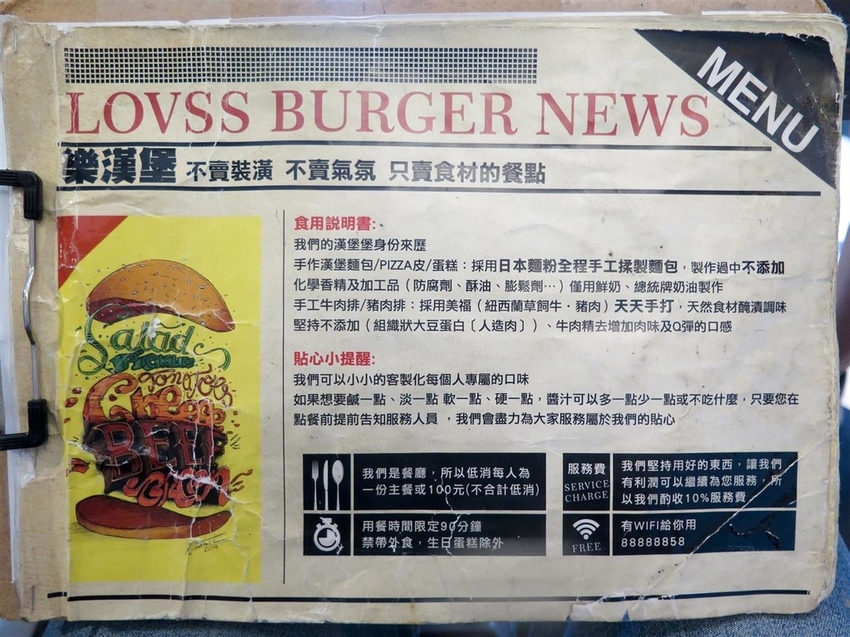 MENU
LOVSS BURGER NEWS
樂漢堡 不賣裝潢 不賣氣氛 只賣食材的餐點
食用說明書:
我們的漢堡堡身份來歷
手作漢堡麵包/PIZZA皮/蛋糕：採用日本麵粉全程手工揉製麵包，製作過中不添加
化學香精及加工品（防腐劑、酥油、膨鬆劑⋯）僅用鮮奶、總統牌奶油製作
手工牛肉排/豬肉排：採用美福（紐西蘭草飼牛・豬肉）天天手打，天然食材醃漬調味
堅持不添加（組織狀大豆蛋白〔人造肉〕）、牛肉精去增加肉味及Q彈的口感
貼心小提醒:
我們可以小小的客製化每個人專屬的口味
如果想要鹹一點、淡一點 軟一點、硬一點，醬汁可以多一點少一點或不吃什麼，只要您在
點餐前提前告知服務人員 ，我們會盡力為大家服務屬於我們的貼心
我們是餐廳，所以低消每人為
一份主餐或100元(不合計低消)
服務費
SERVICE
CHARGE
我們堅持用好的東西，讓我們
有利潤可以繼續為您服務，所
以我們酌收10%服務費
用餐時間限定90分鐘
禁帶外食，生日蛋糕除外
FREE
有WIFI給你用
88888858
Salad
Tomatoes
Cheese
BEEF